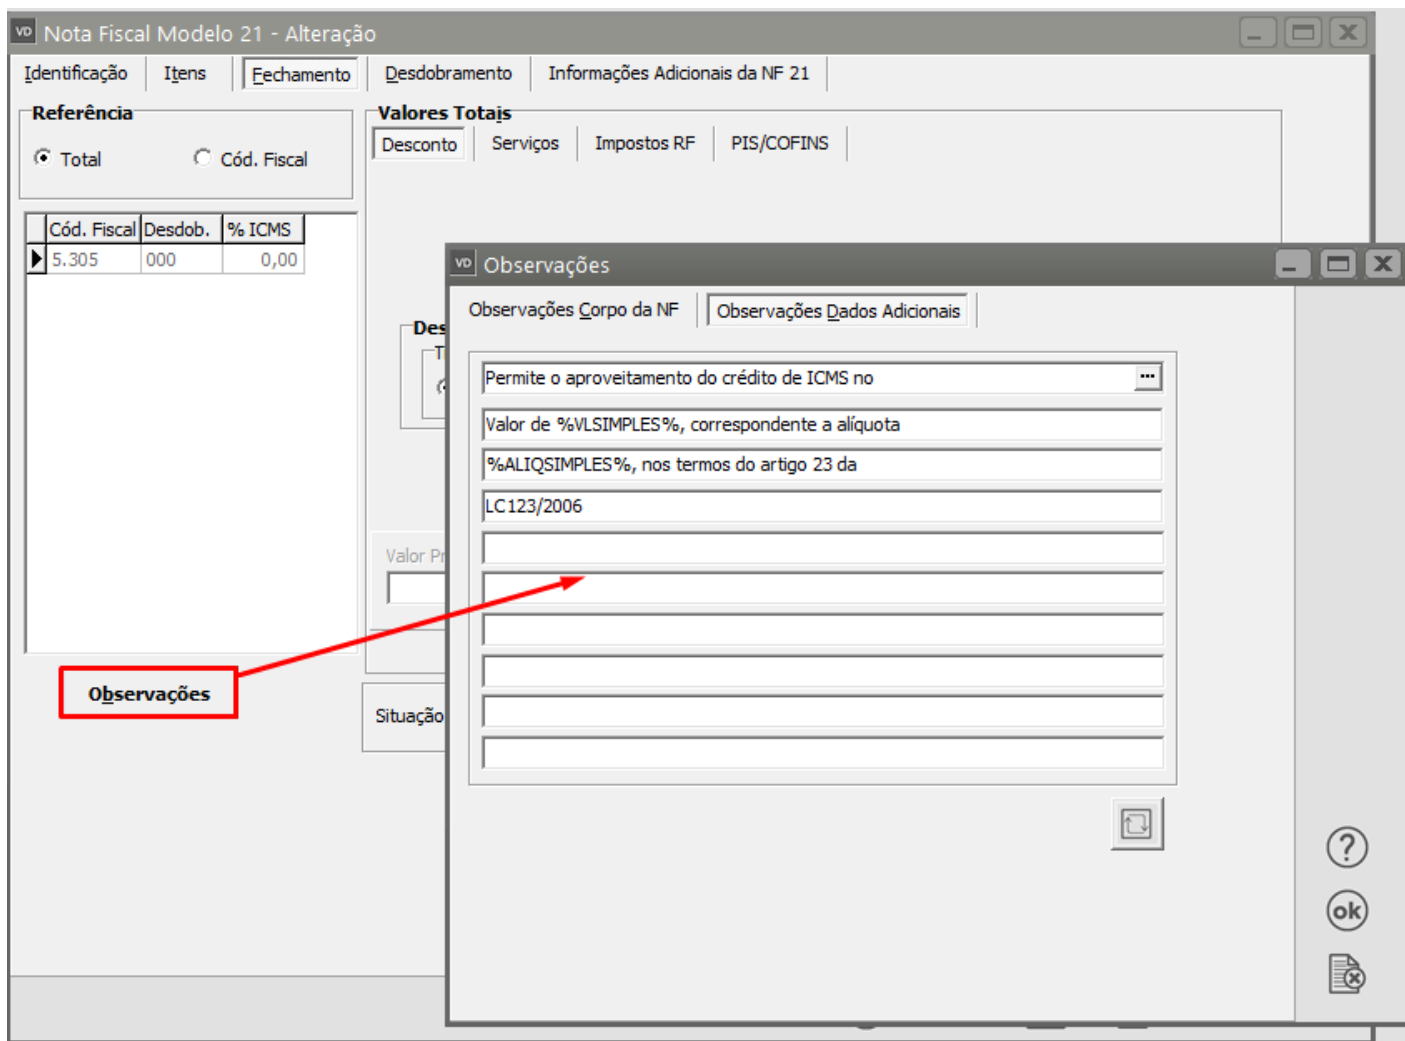 VD Nota Fiscal Modelo 21 - Alteração
Identificação Itens Fechamento Desdobramento Informações Adicionais da NF 21
Referência
Total Cód. Fiscal
Valores Totais
Desconto Serviços Impostos RF PIS/COFINS
Cód. Fiscal Desdob. % ICMS
5.305 000 0,00
Des
Valor Pr
Observações
Situação
VD Observações
Observações Corpo da NF Observações Dados Adicionais
Permite o aproveitamento do crédito de ICMS no ...
Valor de %VLSIMPLES%, correspondente a alíquota
%ALIQSIMPLES%, nos termos do artigo 23 da
LC123/2006
?
ok